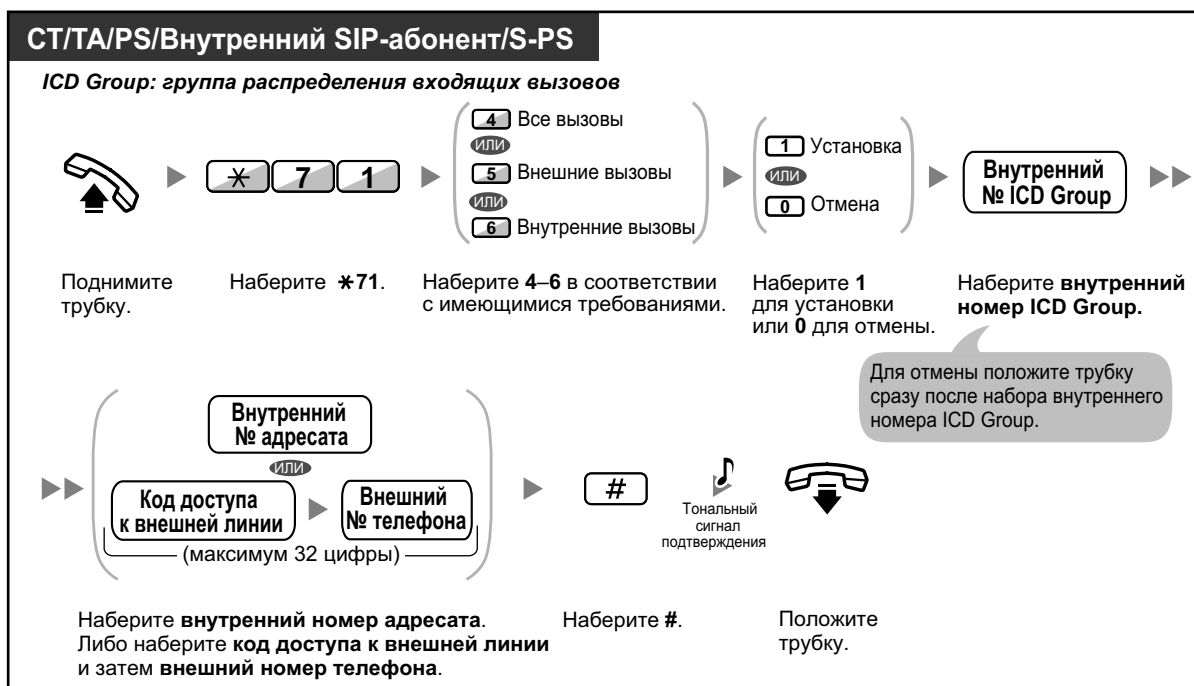 CT/TA/PS/Внутренний SIP-абонент/S-PS
ICD Group: группа распределения входящих вызовов
4 Все вызовы
или
5 Внешние вызовы
или
6 Внутренние вызовы
1 Установка
или
0 Отмена
7 1
Внутренний
№ ICD Group
Поднимите
трубку.
Наберите *71.
Наберите 4–6 в соответствии
с имеющимися требованиями.
Наберите 1
для установки
или 0 для отмены.
Наберите внутренний
номер ICD Group.
Для отмены положите трубку
сразу после набора внутреннего
номера ICD Group.
Внутренний
№ адресата
или
Код доступа
к внешней линии
Внешний
№ телефона
(максимум 32 цифры)
#
Тональный
сигнал
подтверждения
Наберите внутренний номер адресата.
Либо наберите код доступа к внешней линии
и затем внешний номер телефона.
Наберите #.
Положите
трубку.